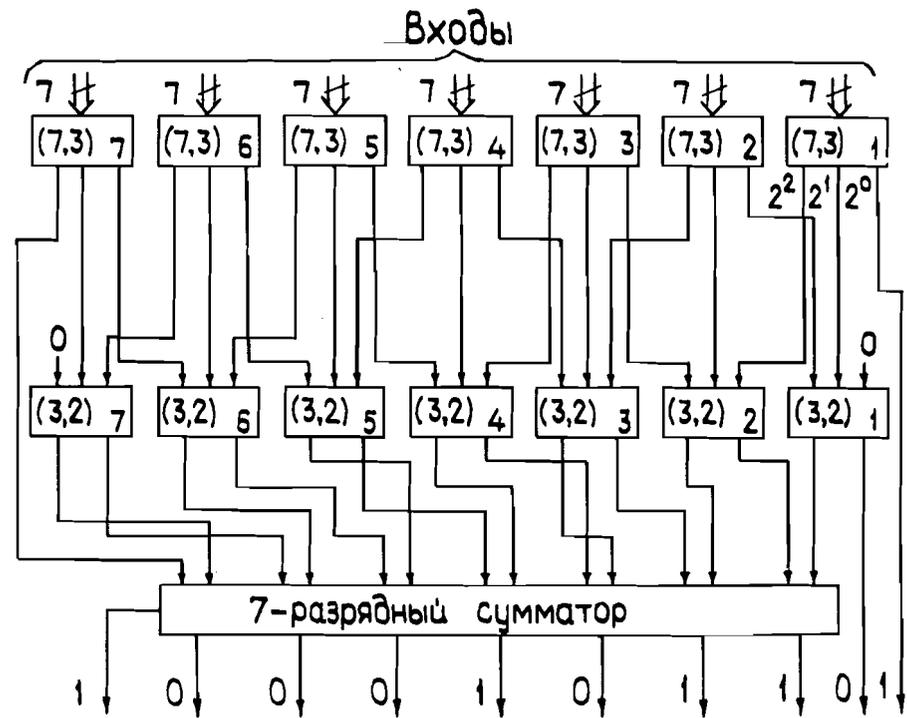 Входы
7 7 7 7 7 7 7
(7,3) 7 (7,3) 6 (7,3) 5 (7,3) 4 (7,3) 3 (7,3) 2 (7,3) 1
2² 2¹ 2⁰
0 0
(3,2) 7 (3,2) 6 (3,2) 5 (3,2) 4 (3,2) 3 (3,2) 2 (3,2) 1
7-разрядный сумматор
1 0 0 0 1 0 1 1 0 1